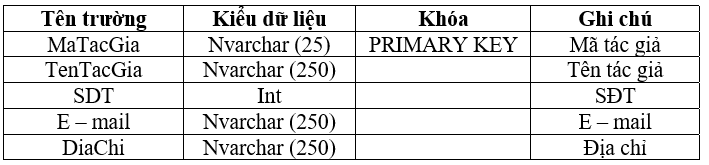 Tên trường Kiểu dữ liệu Khóa Ghi chú
MaTacGia Nvarchar (25) PRIMARY KEY Mã tác giả
TenTacGia Nvarchar (250) Tên tác giả
SDT Int SĐT
E – mail Nvarchar (250) E – mail
DiaChi Nvarchar (250) Địa chỉ